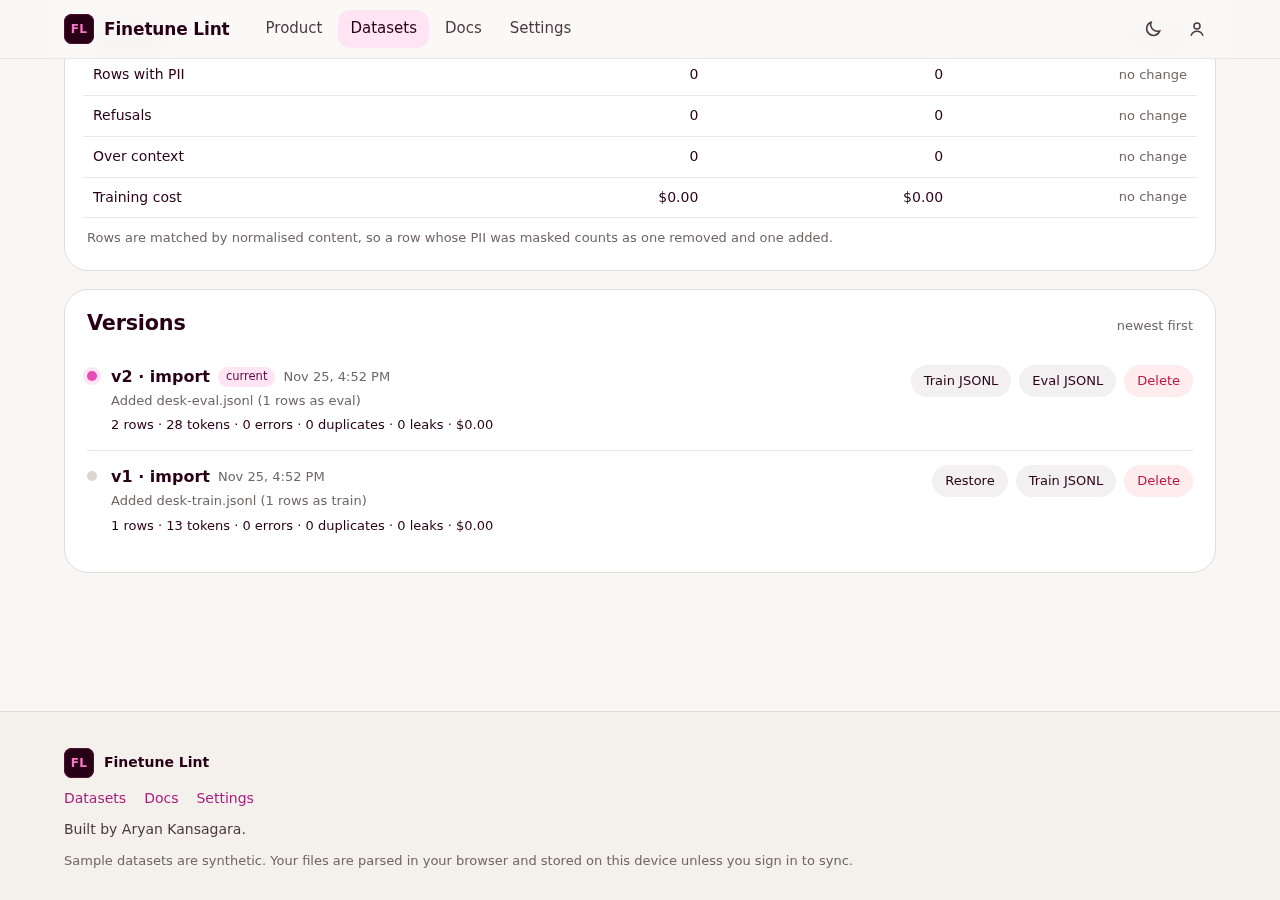 FL Finetune Lint Product Datasets Docs Settings
Rows with PII 0 0 no change
Refusals 0 0 no change
Over context 0 0 no change
Training cost $0.00 $0.00 no change
Rows are matched by normalised content, so a row whose PII was masked counts as one removed and one added.
Versions newest first
v2 · import current Nov 25, 4:52 PM Train JSONL Eval JSONL Delete
Added desk-eval.jsonl (1 rows as eval)
2 rows · 28 tokens · 0 errors · 0 duplicates · 0 leaks · $0.00
v1 · import Nov 25, 4:52 PM Restore Train JSONL Delete
Added desk-train.jsonl (1 rows as train)
1 rows · 13 tokens · 0 errors · 0 duplicates · 0 leaks · $0.00
FL Finetune Lint
Datasets Docs Settings
Built by Aryan Kansagara.
Sample datasets are synthetic. Your files are parsed in your browser and stored on this device unless you sign in to sync.